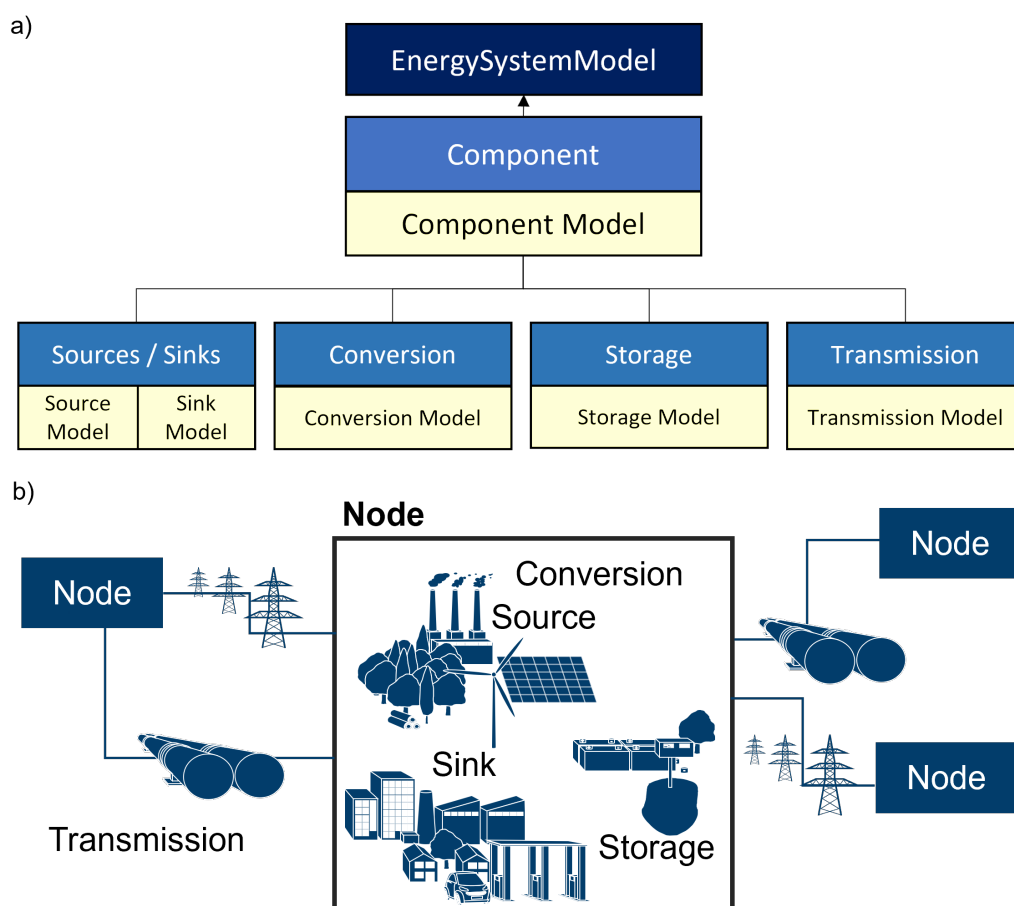 a)
EnergySystemModel
Component
Component Model
Sources / Sinks
Source
Model
Sink
Model
Conversion
Conversion Model
Storage
Storage Model
Transmission
Transmission Model
b)
Node
Node
Node
Conversion
Source
Sink
Storage
Transmission
Node